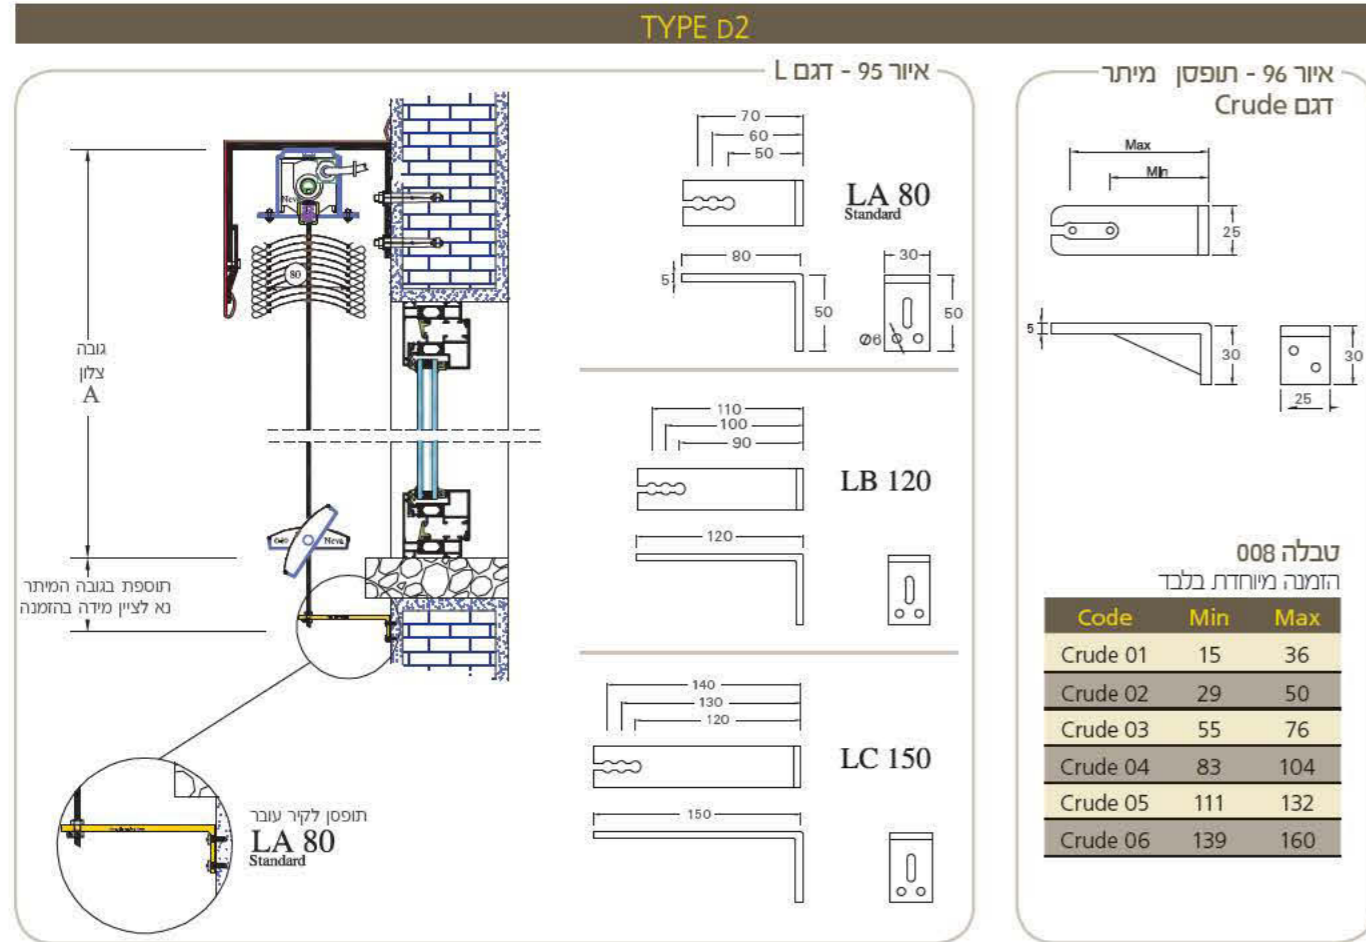 TYPE D2
איור 95 - דגם L
גובה
צלון
A
תוספת בגובה המיתר
נא לציין מידה בהזמנה
80
Neva
תופסן לקיר עובר
LA 80
Standard
70
60
50
LA 80
Standard
80
5
50
30
50
Ø6
110
100
90
LB 120
120
140
130
120
LC 150
150
איור 96 - תופסן מיתר
דגם Crude
Max
Min
25
5
30
30
25
טבלה 008
הזמנה מיוחדת בלבד
Code Min Max
Crude 01 15 36
Crude 02 29 50
Crude 03 55 76
Crude 04 83 104
Crude 05 111 132
Crude 06 139 160